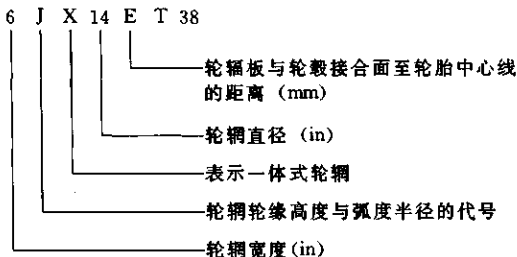 6 J X 14 E T 38
轮辐板与轮毂接合面至轮胎中心线
的距离 (mm)
轮辋直径 (in)
表示一体式轮辋
轮辋轮缘高度与弧度半径的代号
轮辋宽度(in)